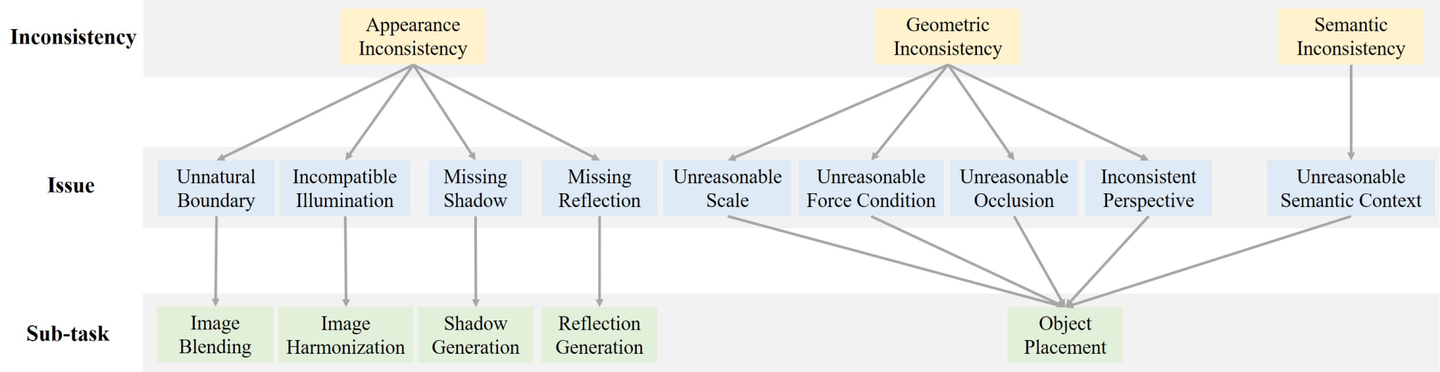 Inconsistency
Appearance
Inconsistency
Geometric
Inconsistency
Semantic
Inconsistency
Issue
Unnatural
Boundary
Incompatible
Illumination
Missing
Shadow
Missing
Reflection
Unreasonable
Scale
Unreasonable
Force Condition
Unreasonable
Occlusion
Inconsistent
Perspective
Unreasonable
Semantic Context
Sub-task
Image
Blending
Image
Harmonization
Shadow
Generation
Reflection
Generation
Object
Placement